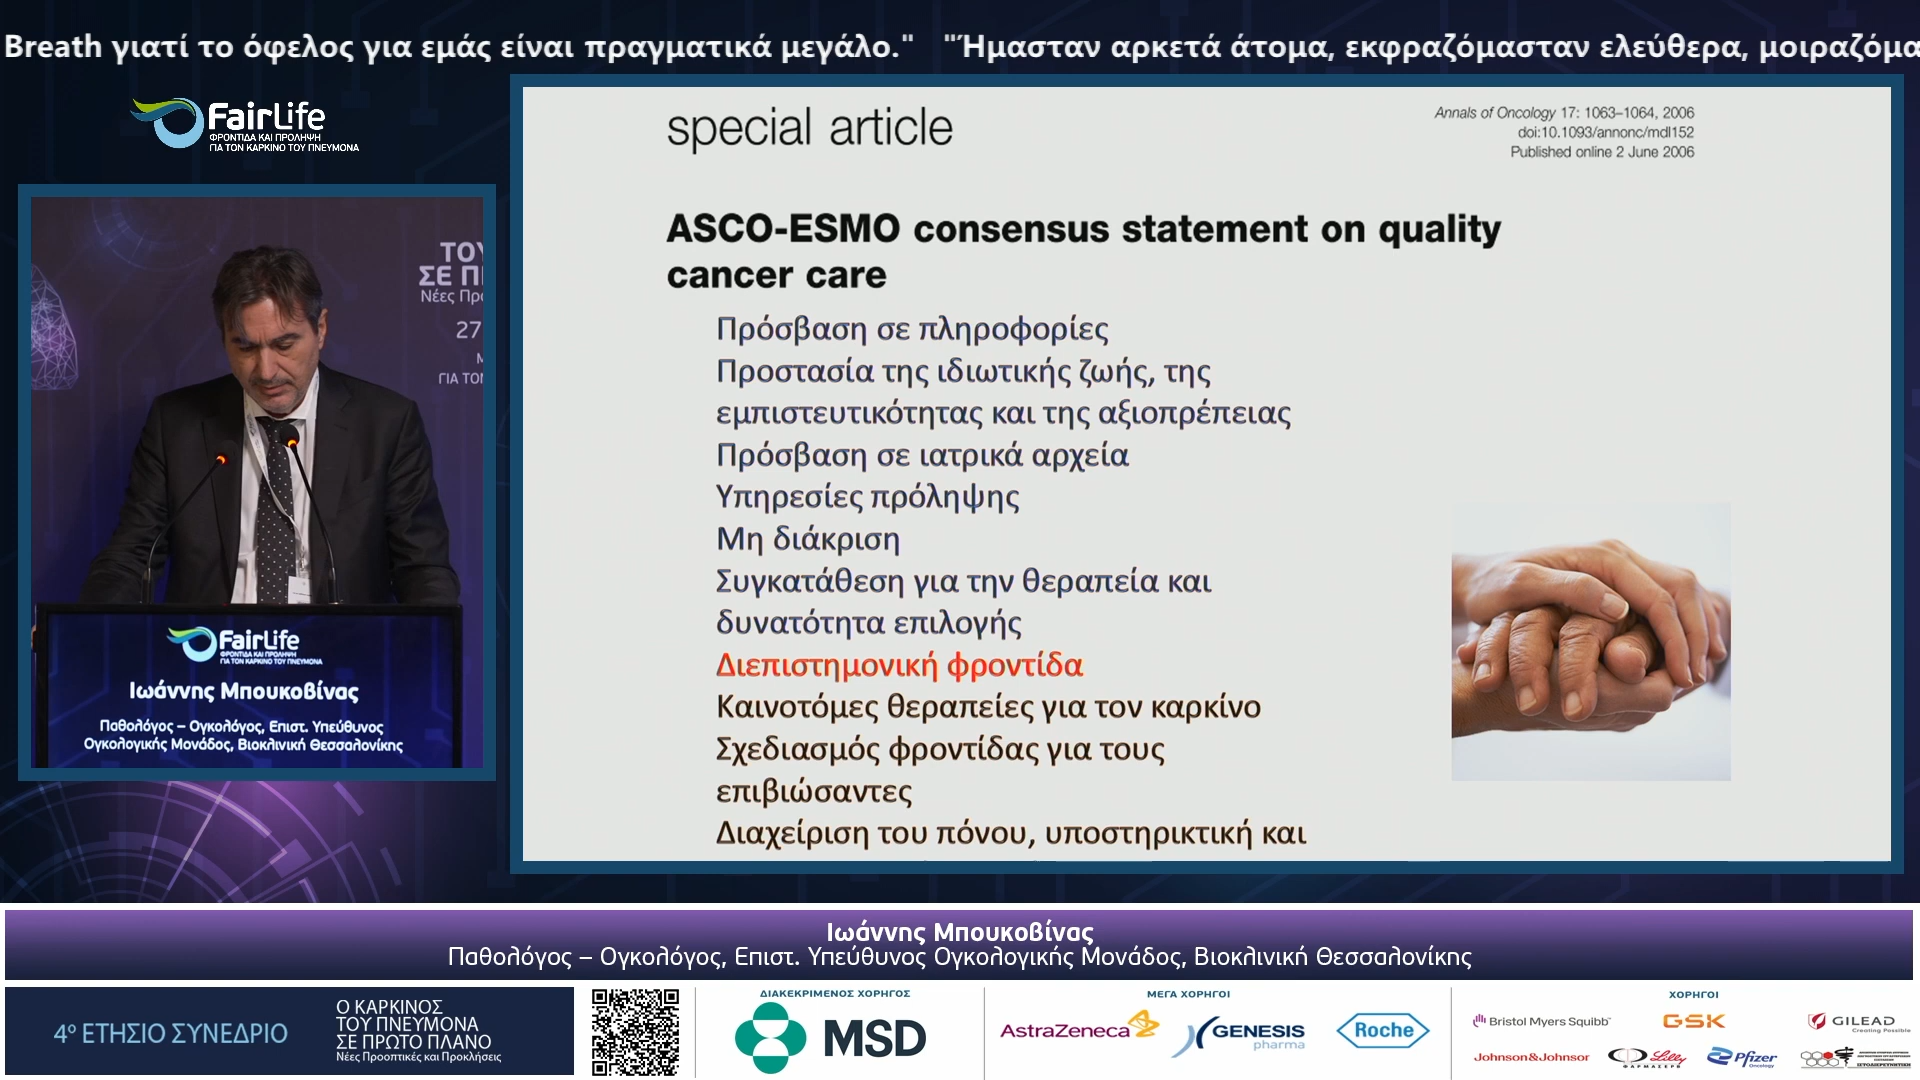 Breath γιατί το όφελος για εμάς είναι πραγματικά μεγάλο." "Ήμασταν αρκετά άτομα, εκφραζόμασταν ελεύθερα, μοιραζόμα
FairLife
ΦΡΟΝΤΙΔΑ ΚΑΙ ΠΡΟΛΗΨΗ
ΓΙΑ ΤΟΝ ΚΑΡΚΙΝΟ ΤΟΥ ΠΝΕΥΜΟΝΑ
ΤΟΥ
ΣΕ Π
Νέες Προ
27
Μ
ΓΙΑ ΤΟΝ
FairLife
ΦΡΟΝΤΙΔΑ ΚΑΙ ΠΡΟΛΗΨΗ
ΓΙΑ ΤΟΝ ΚΑΡΚΙΝΟ ΤΟΥ ΠΝΕΥΜΟΝΑ
Ιωάννης Μπουκοβίνας
Παθολόγος – Ογκολόγος, Επιστ. Υπεύθυνος
Ογκολογικής Μονάδος, Βιοκλινική Θεσσαλονίκης
special article
Annals of Oncology 17: 1063–1064, 2006
doi:10.1093/annonc/mdl152
Published online 2 June 2006
ASCO-ESMO consensus statement on quality
cancer care
Πρόσβαση σε πληροφορίες
Προστασία της ιδιωτικής ζωής, της
εμπιστευτικότητας και της αξιοπρέπειας
Πρόσβαση σε ιατρικά αρχεία
Υπηρεσίες πρόληψης
Μη διάκριση
Συγκατάθεση για την θεραπεία και
δυνατότητα επιλογής
Διεπιστημονική φροντίδα
Καινοτόμες θεραπείες για τον καρκίνο
Σχεδιασμός φροντίδας για τους
επιβιώσαντες
Διαχείριση του πόνου, υποστηρικτική και
Ιωάννης Μπουκοβίνας
Παθολόγος – Ογκολόγος, Επιστ. Υπεύθυνος Ογκολογικής Μονάδος, Βιοκλινική Θεσσαλονίκης
4º ΕΤΗΣΙΟ ΣΥΝΕΔΡΙΟ
Ο ΚΑΡΚΙΝΟΣ
ΤΟΥ ΠΝΕΥΜΟΝΑ
ΣΕ ΠΡΩΤΟ ΠΛΑΝΟ
Νέες Προοπτικές και Προκλήσεις
ΔΙΑΚΕΚΡΙΜΕΝΟΣ ΧΟΡΗΓΟΣ
MSD
ΜΕΓΑ ΧΟΡΗΓΟΙ
AstraZeneca
GENESIS
pharma
Roche
ΧΟΡΗΓΟΙ
Bristol Myers Squibb
GSK
GILEAD
Creating Possible
Johnson&Johnson
Lilly
ΦΑΡΜΑΣΕΡΒ
Pfizer
Oncology